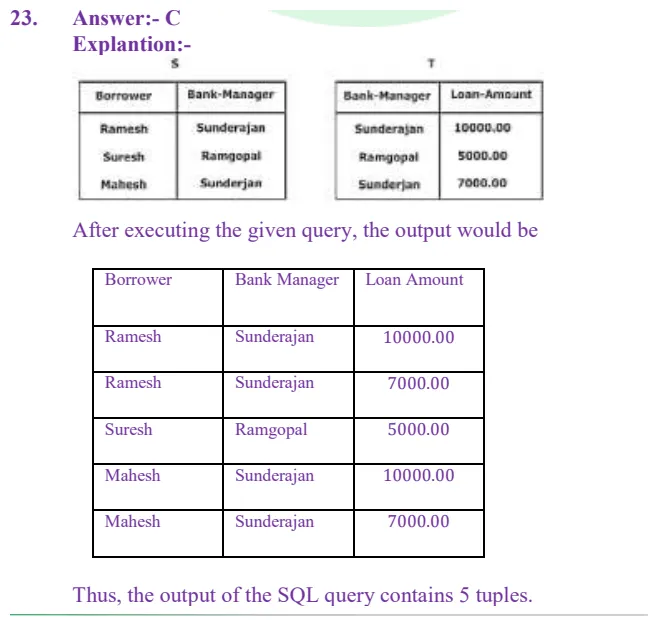 23. Answer:- C
Explantion:-
S T
Borrower Bank-Manager Bank-Manager Loan-Amount
Ramesh Sunderajan Sunderajan 10000.00
Suresh Ramgopal Ramgopal 5000.00
Mahesh Sunderjan Sunderjan 7000.00
After executing the given query, the output would be
Borrower Bank Manager Loan Amount
Ramesh Sunderajan 10000.00
Ramesh Sunderajan 7000.00
Suresh Ramgopal 5000.00
Mahesh Sunderajan 10000.00
Mahesh Sunderajan 7000.00
Thus, the output of the SQL query contains 5 tuples.